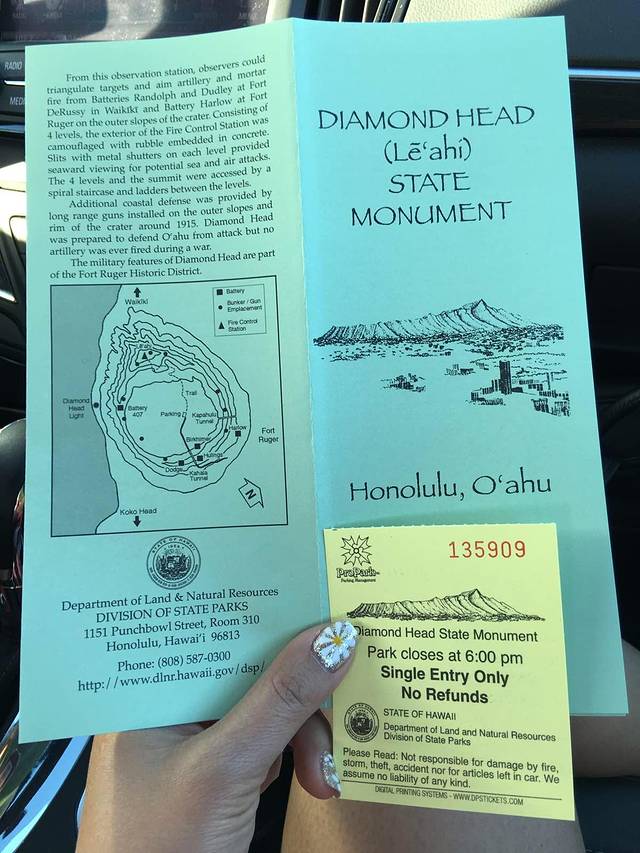 RADIO
From this observation station, observers could
triangulate targets and aim artillery and mortar
fire from Batteries Randolph and Dudley at Fort
DeRussy in Waikīkī and Battery Harlow at Fort
Ruger on the outer slopes of the crater. Consisting of
4 levels, the exterior of the Fire Control Station was
camouflaged with rubble embedded in concrete.
Slits with metal shutters on each level provided
seaward viewing for potential sea and air attacks.
The 4 levels and the summit were accessed by a
spiral staircase and ladders between the levels.
Additional coastal defense was provided by
long range guns installed on the outer slopes and
rim of the crater around 1915. Diamond Head
was prepared to defend O‘ahu from attack but no
artillery was ever fired during a war.
The military features of Diamond Head are part
of the Fort Ruger Historic District.
Waikīkī
Battery
Bunker / Gun
Emplacement
Fire Control
Station
Trail
Diamond
Head
Light
Battery
407
Parking
Kapahulu
Tunnel
Harlow
Fort
Ruger
Birkhimer
Hulings
Dodge
Kahala
Tunnel
N
Koko Head
STATE OF HAWAII
1959
Department of Land & Natural Resources
DIVISION OF STATE PARKS
1151 Punchbowl Street, Room 310
Honolulu, Hawai‘i 96813
Phone: (808) 587-0300
http://www.dlnr.hawaii.gov/dsp/
DIAMOND HEAD
(Lē‘ahi)
STATE
MONUMENT
Honolulu, O‘ahu
135909
ProPark
Parking Management
Diamond Head State Monument
Park closes at 6:00 pm
Single Entry Only
No Refunds
STATE OF HAWAII
Department of Land and Natural Resources
Division of State Parks
Please Read: Not responsible for damage by fire,
storm, theft, accident nor for articles left in car. We
assume no liability of any kind.
DIGITAL PRINTING SYSTEMS - WWW.DPSTICKETS.COM